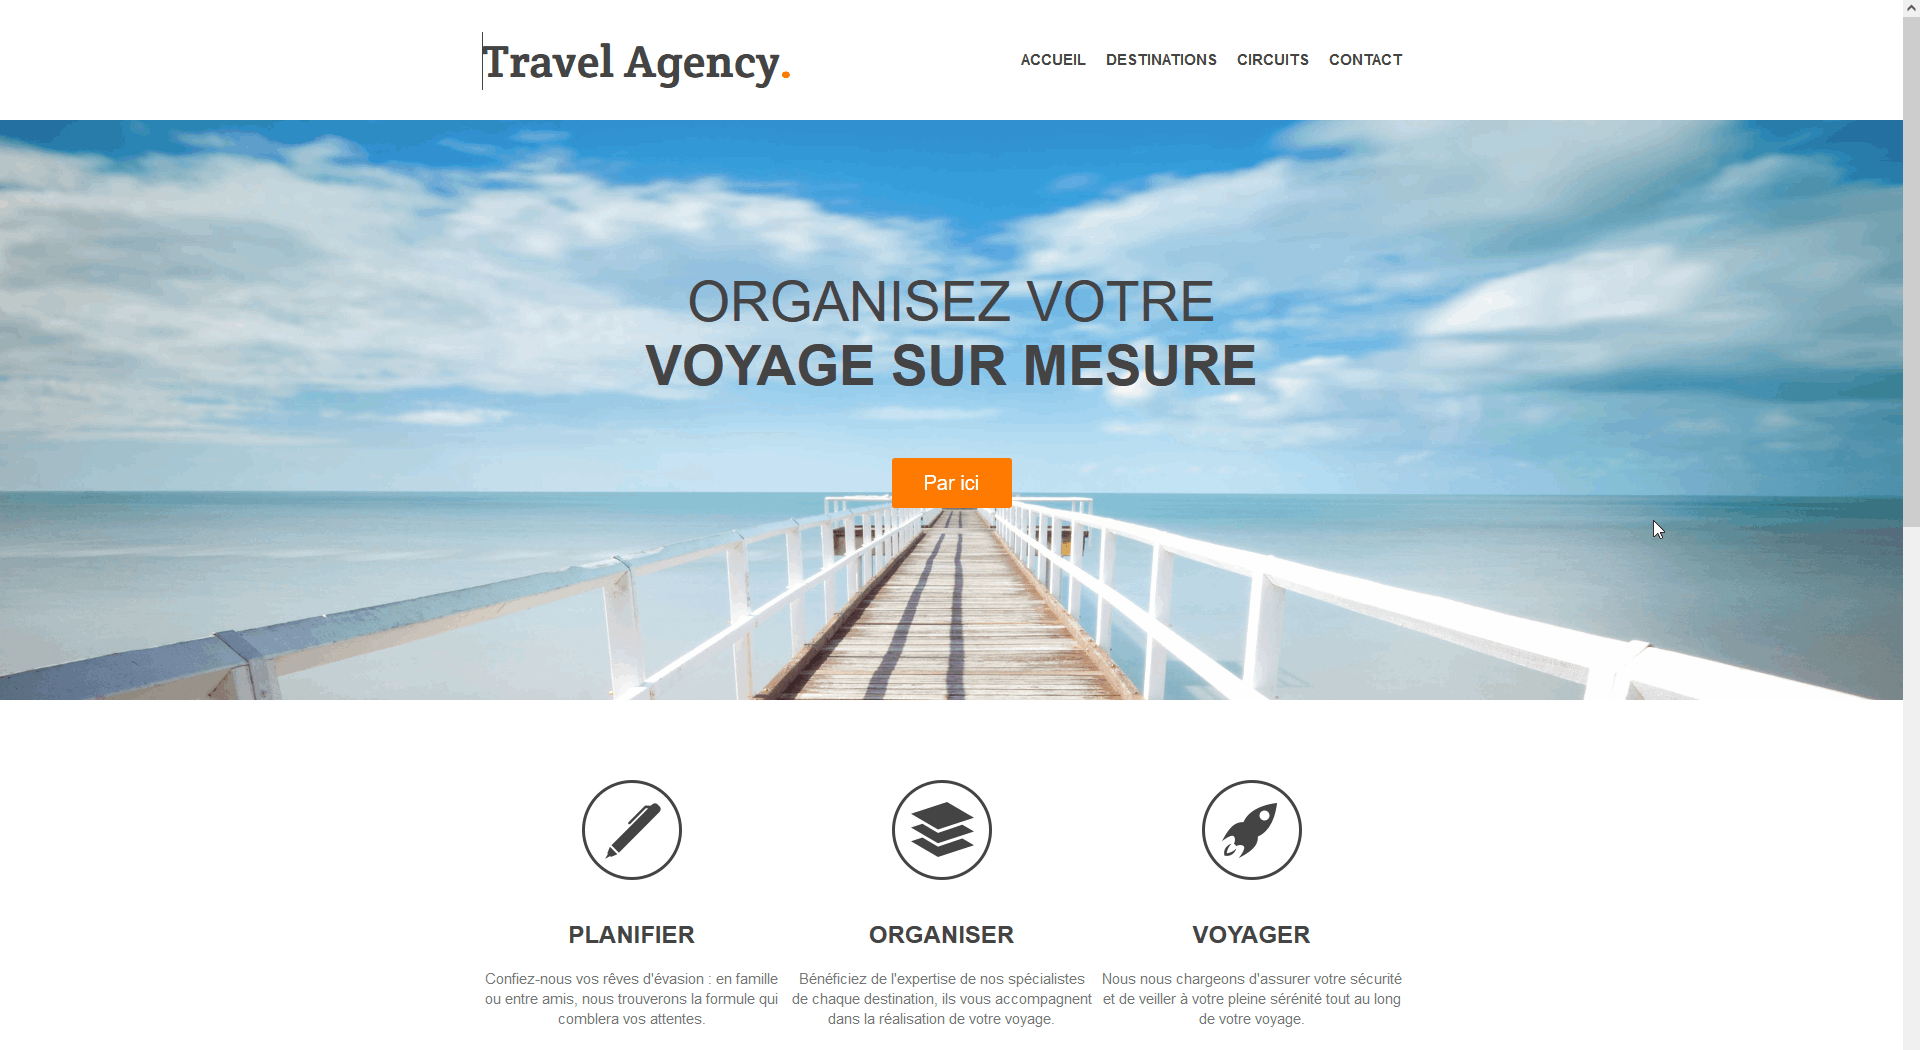 Travel Agency.
ACCUEIL DESTINATIONS CIRCUITS CONTACT
ORGANISEZ VOTRE
VOYAGE SUR MESURE
Par ici
PLANIFIER
Confiez-nous vos rêves d'évasion : en famille
ou entre amis, nous trouverons la formule qui
comblera vos attentes.
ORGANISER
Bénéficiez de l'expertise de nos spécialistes
de chaque destination, ils vous accompagnent
dans la réalisation de votre voyage.
VOYAGER
Nous nous chargeons d'assurer votre sécurité
et de veiller à votre pleine sérénité tout au long
de votre voyage.